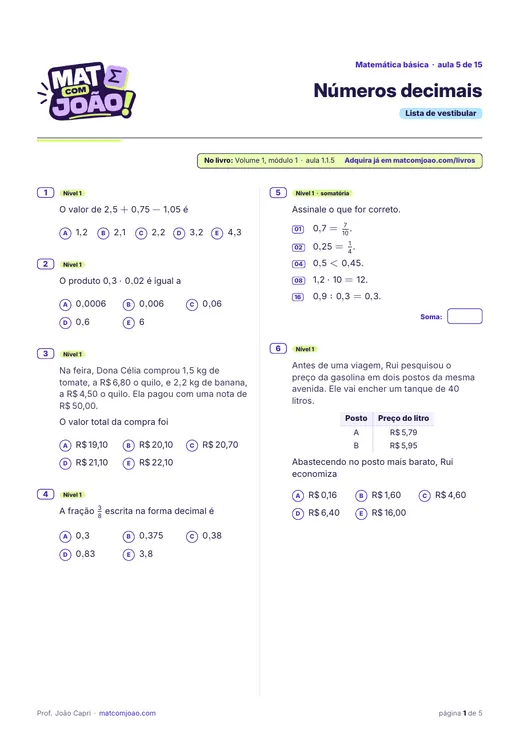 MAT Σ
COM
JOÃO!
Matemática básica · aula 5 de 15
Números decimais
Lista de vestibular
No livro: Volume 1, módulo 1 · aula 1.1.5 Adquira já em matcomjoao.com/livros
1 Nível 1
O valor de 2,5 + 0,75 − 1,05 é
A 1,2 B 2,1 C 2,2 D 3,2 E 4,3
2 Nível 1
O produto 0,3 · 0,02 é igual a
A 0,0006 B 0,006 C 0,06
D 0,6 E 6
3 Nível 1
Na feira, Dona Célia comprou 1,5 kg de
tomate, a R$ 6,80 o quilo, e 2,2 kg de banana,
a R$ 4,50 o quilo. Ela pagou com uma nota de
R$ 50,00.
O valor total da compra foi
A R$ 19,10 B R$ 20,10 C R$ 20,70
D R$ 21,10 E R$ 22,10
4 Nível 1
A fração 3/8 escrita na forma decimal é
A 0,3 B 0,375 C 0,38
D 0,83 E 3,8
5 Nível 1 · somatória
Assinale o que for correto.
01 0,7 = 7/10.
02 0,25 = 1/4.
04 0,5 < 0,45.
08 1,2 · 10 = 12.
16 0,9 : 0,3 = 0,3.
Soma:
6 Nível 1
Antes de uma viagem, Rui pesquisou o
preço da gasolina em dois postos da mesma
avenida. Ele vai encher um tanque de 40
litros.
Posto Preço do litro
A R$ 5,79
B R$ 5,95
Abastecendo no posto mais barato, Rui
economiza
A R$ 0,16 B R$ 1,60 C R$ 4,60
D R$ 6,40 E R$ 16,00
Prof. João Capri · matcomjoao.com
página 1 de 5